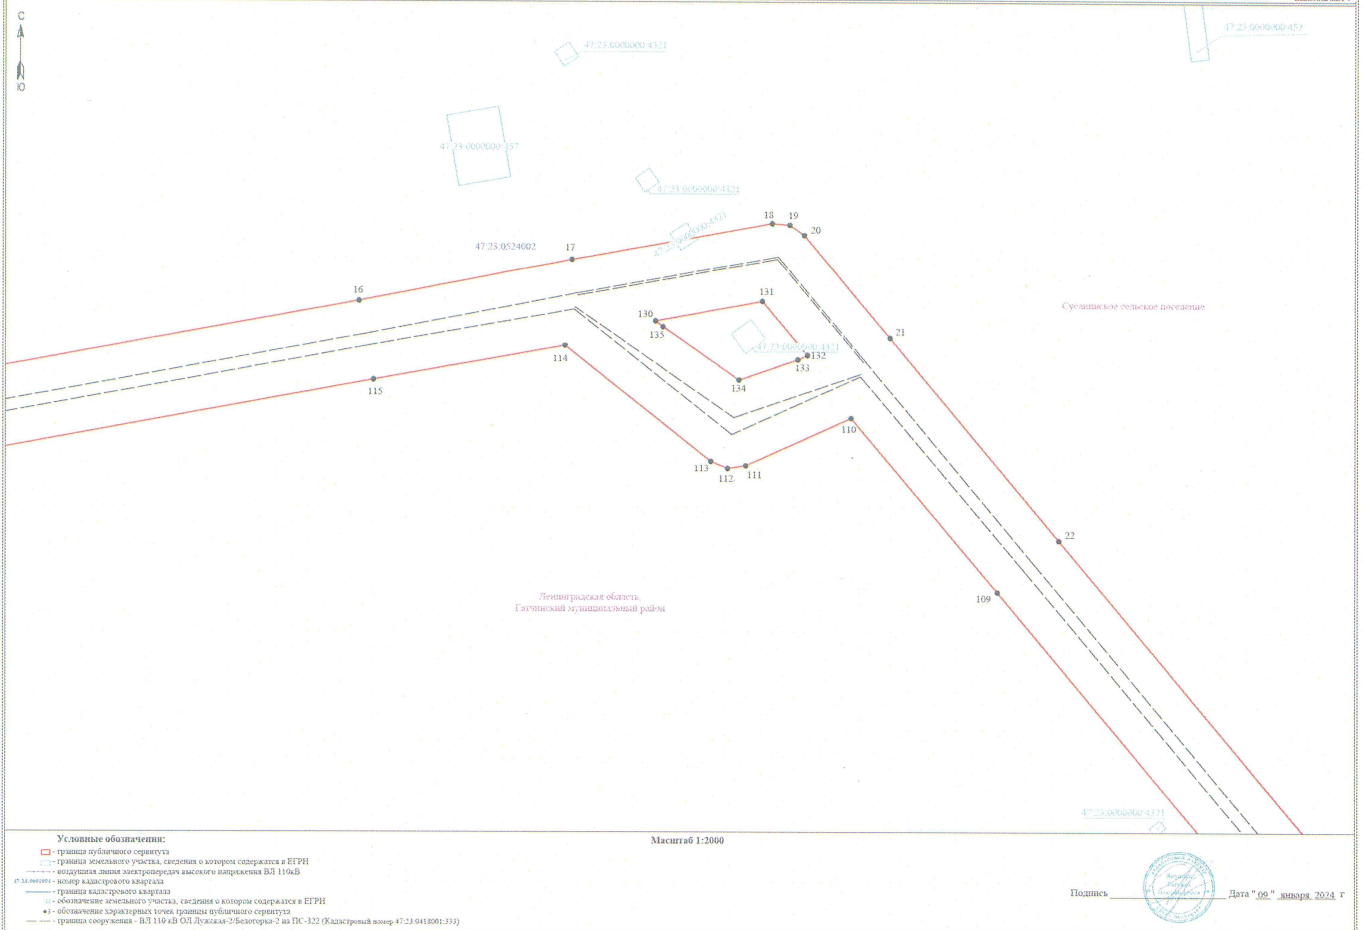 С
Ю
47:23:0000000:4321
47:23:0000000:457
47:23:0000000:357
47:23:0000000:4321
47:23:0000000:4321
47:23:0524002
16
17
18
19
20
21
22
130
131
135
132
133
134
114
115
113
112
111
110
109
47:23:0000000:4321
Сусанинское сельское поселение
Ленинградская область,
Гатчинский муниципальный район
47:23:0000000:4321
Условные обозначения:
Масштаб 1:2000
- граница публичного сервитута
- граница земельного участка, сведения о котором содержатся в ЕГРН
- воздушная линия электропередач высокого напряжения ВЛ 110кВ
- номер кадастрового квартала
- граница кадастрового квартала
- обозначение земельного участка, сведения о котором содержатся в ЕГРН
- обозначение характерных точек границы публичного сервитута
- граница сооружения - ВЛ 110 кВ ОЛ Лужская-2/Белогорка-2 на ПС-322 (Кадастровый номер 47:23:0418001:333)
Подпись Дата " 09 " января 2024 г